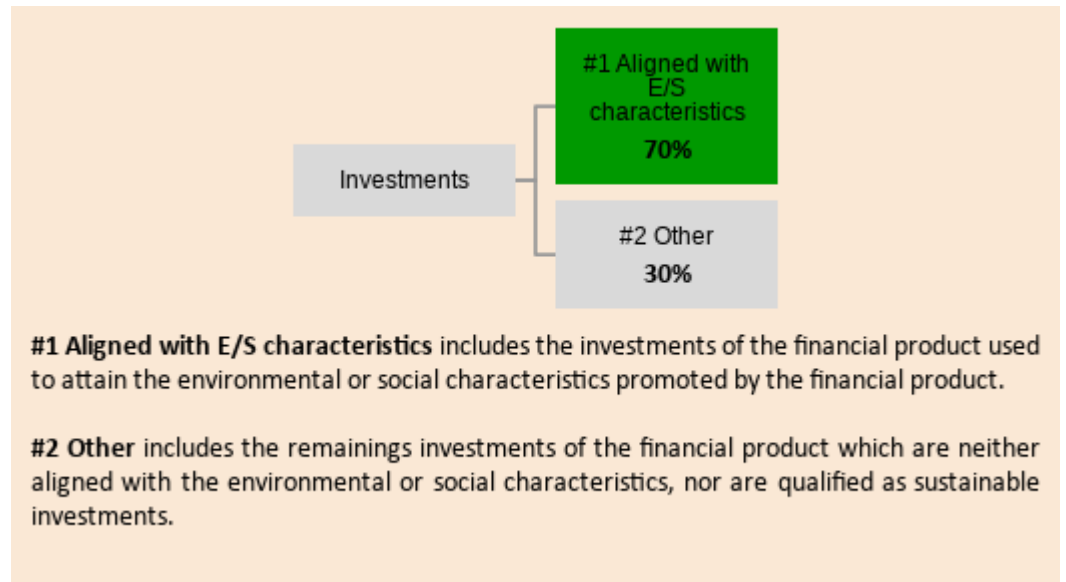 #1 Aligned with
E/S
characteristics
70%
Investments
#2 Other
30%
#1 Aligned with E/S characteristics includes the investments of the financial product used
to attain the environmental or social characteristics promoted by the financial product.
#2 Other includes the remainings investments of the financial product which are neither
aligned with the environmental or social characteristics, nor are qualified as sustainable
investments.